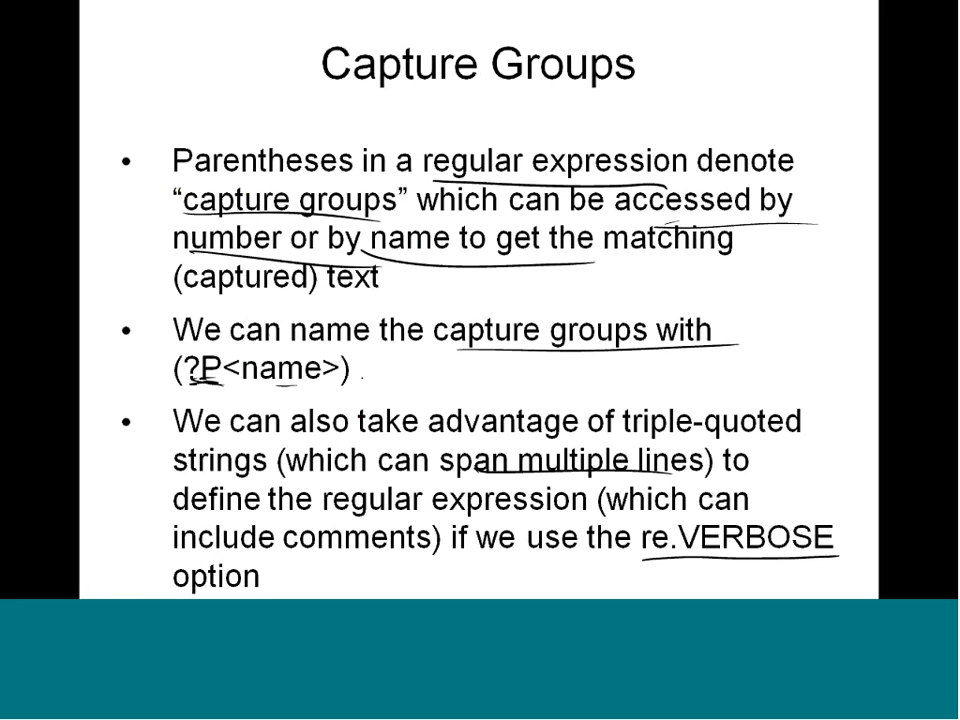 Capture Groups
• Parentheses in a regular expression denote
“capture groups” which can be accessed by
number or by name to get the matching
(captured) text
• We can name the capture groups with
(?P<name>) .
• We can also take advantage of triple-quoted
strings (which can span multiple lines) to
define the regular expression (which can
include comments) if we use the re.VERBOSE
option